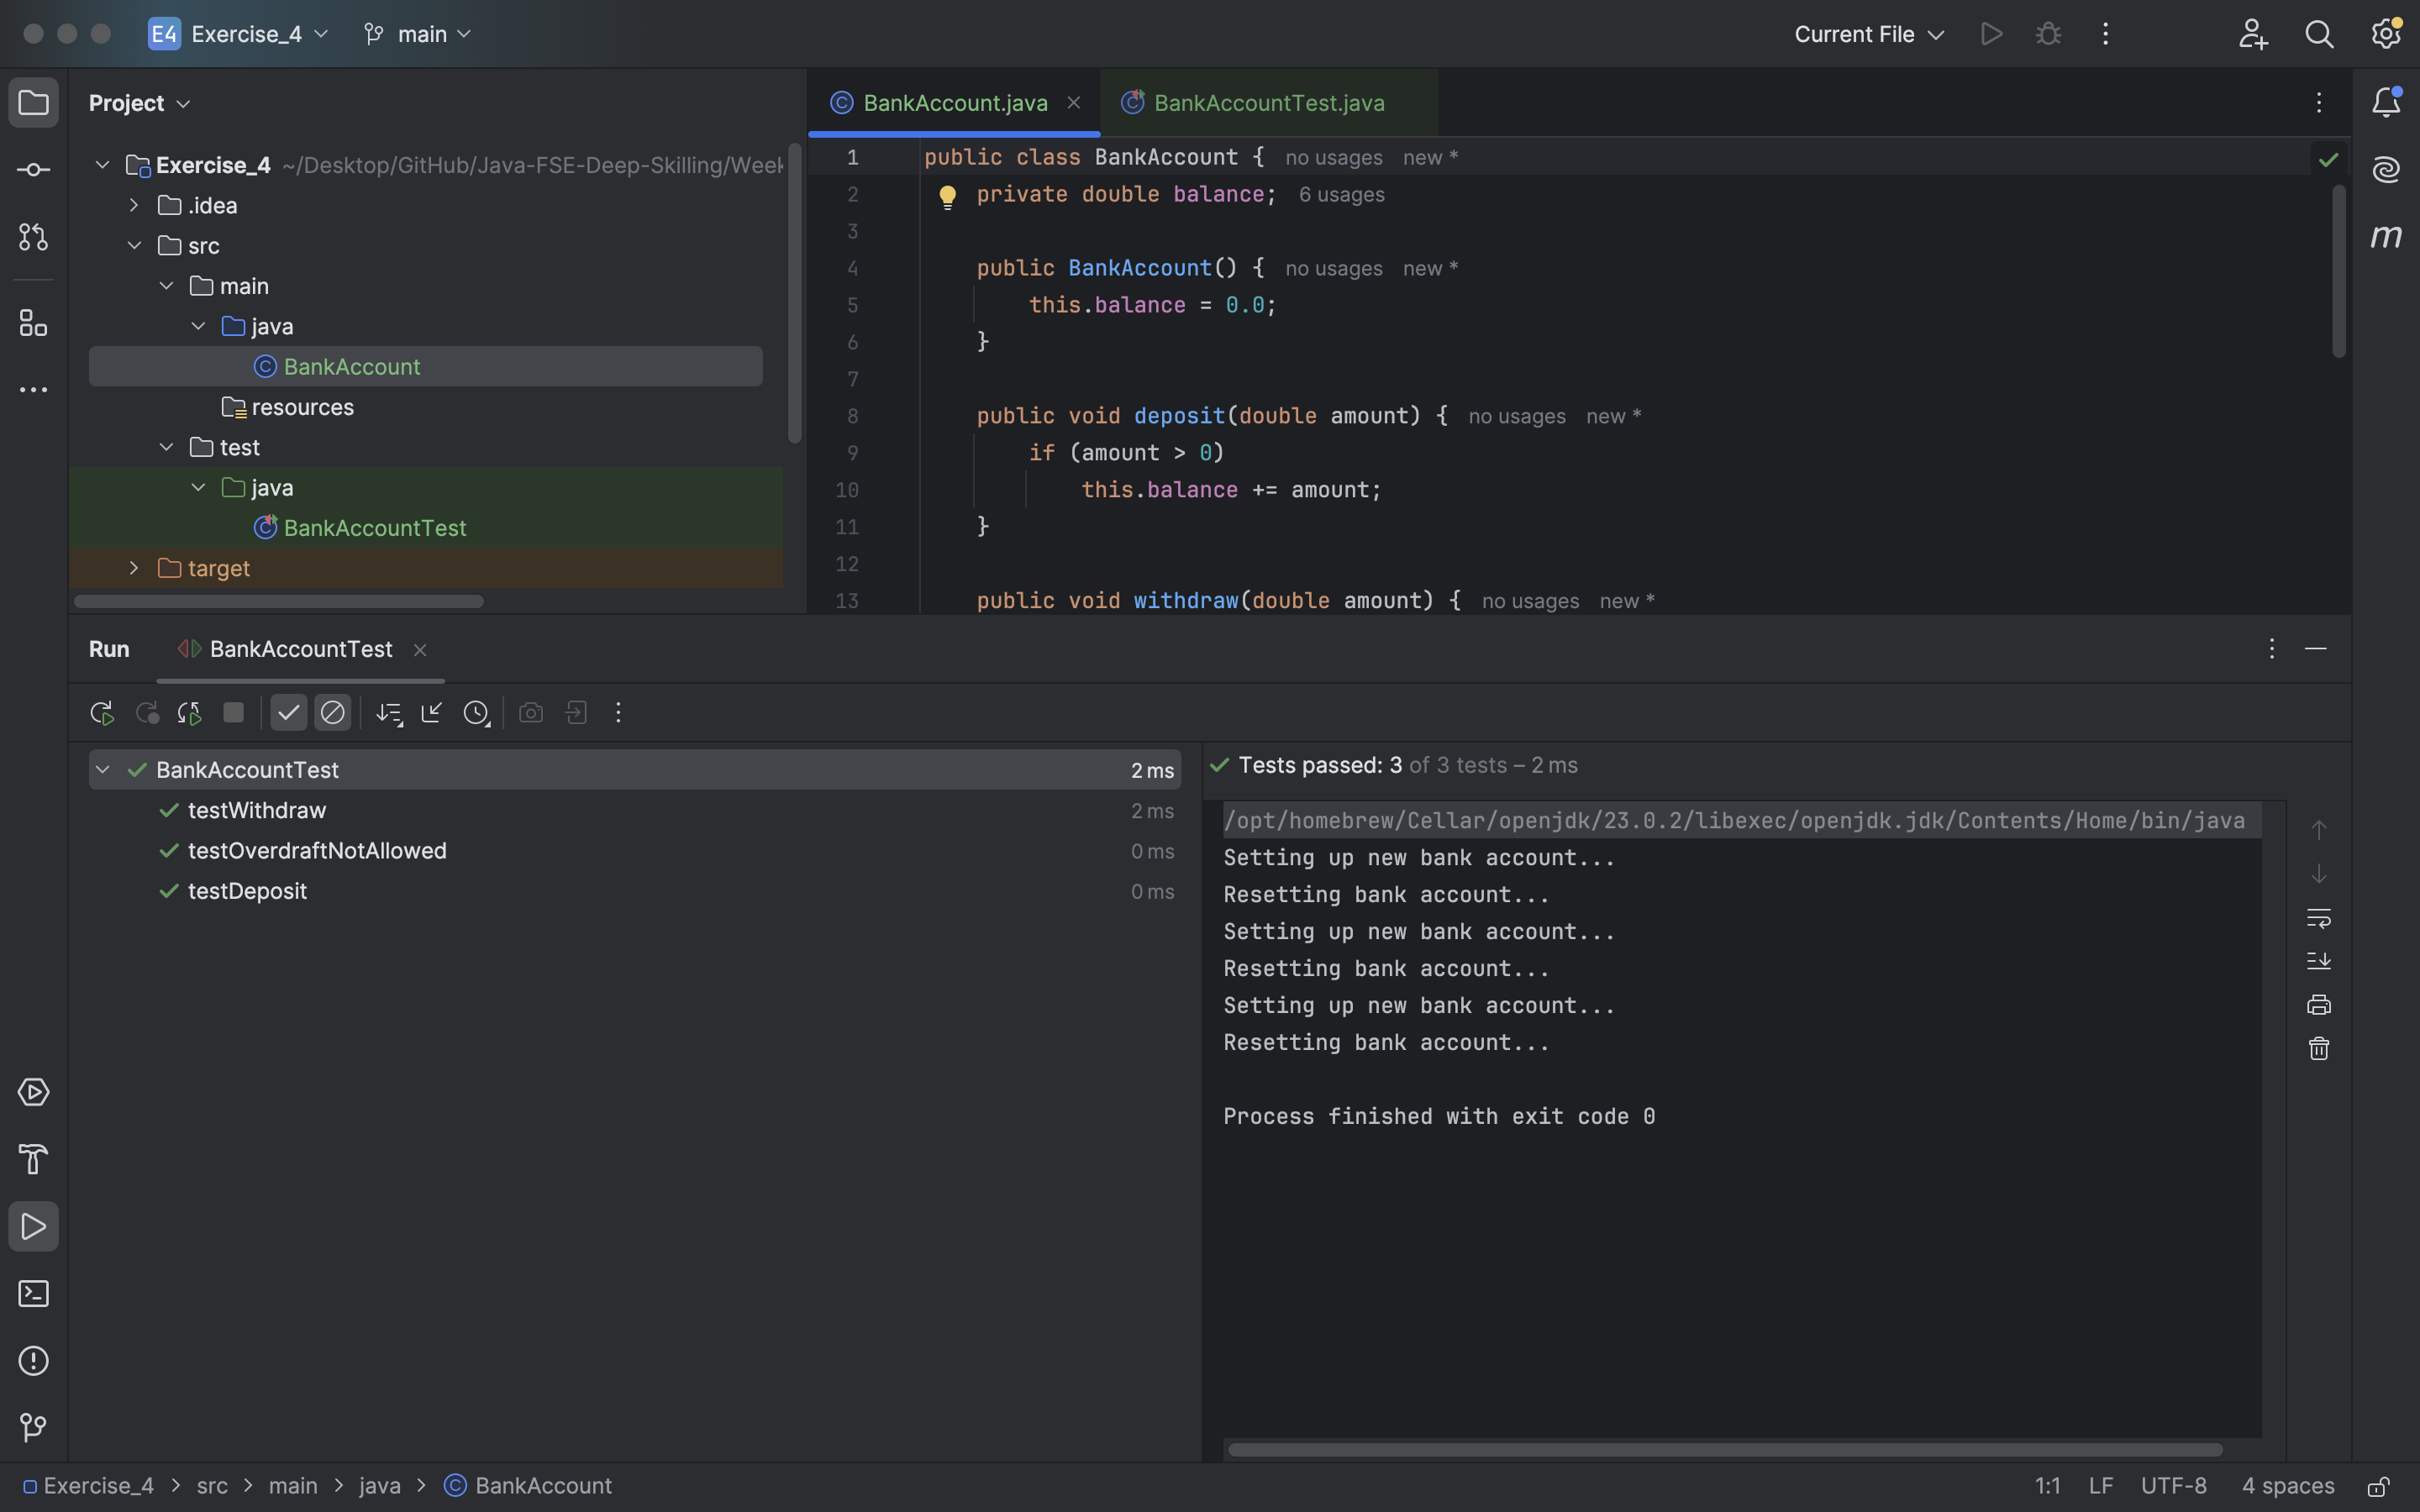 E4 Exercise_4 main Current File
Project
Exercise_4 ~/Desktop/GitHub/Java-FSE-Deep-Skilling/Week
.idea
src
main
java
BankAccount
resources
test
java
BankAccountTest
target
BankAccount.java BankAccountTest.java
1 public class BankAccount { no usages new *
2 private double balance; 6 usages
3
4 public BankAccount() { no usages new *
5 this.balance = 0.0;
6 }
7
8 public void deposit(double amount) { no usages new *
9 if (amount > 0)
10 this.balance += amount;
11 }
12
13 public void withdraw(double amount) { no usages new *
Run BankAccountTest
BankAccountTest 2 ms
testWithdraw 2 ms
testOverdraftNotAllowed 0 ms
testDeposit 0 ms
Tests passed: 3 of 3 tests – 2 ms
/opt/homebrew/Cellar/openjdk/23.0.2/libexec/openjdk.jdk/Contents/Home/bin/java
Setting up new bank account...
Resetting bank account...
Setting up new bank account...
Resetting bank account...
Setting up new bank account...
Resetting bank account...
Process finished with exit code 0
Exercise_4 > src > main > java > BankAccount 1:1 LF UTF-8 4 spaces